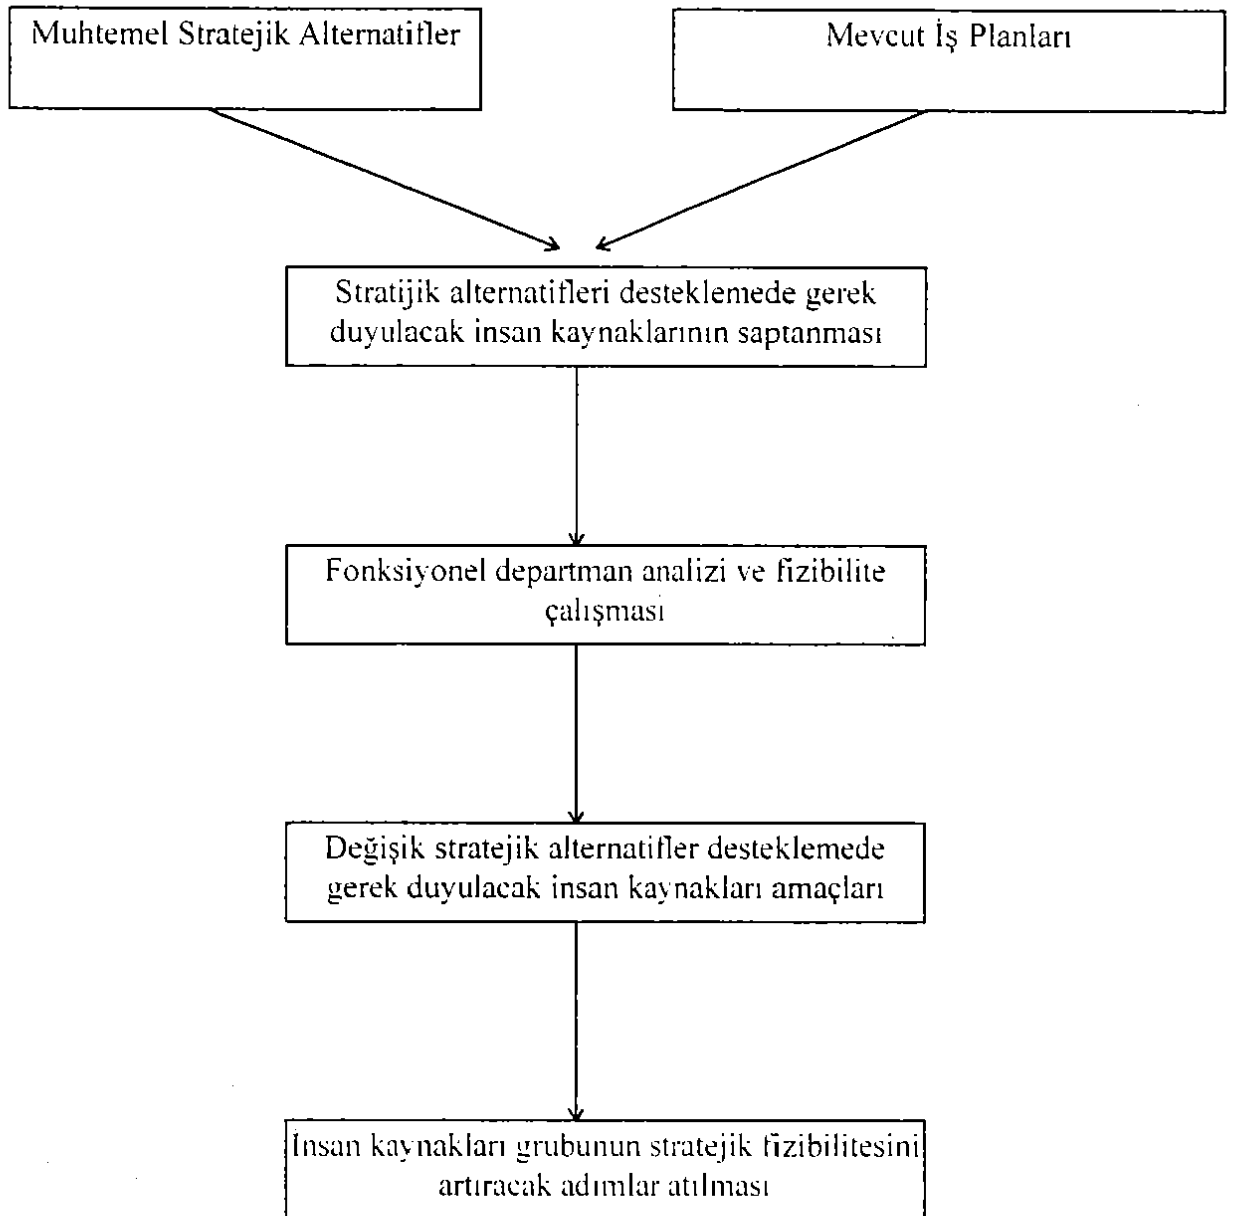 Muhtemel Stratejik Alternatifler
Mevcut İş Planları
Stratijik alternatifleri desteklemede gerek
duyulacak insan kaynaklarının saptanması
Fonksiyonel departman analizi ve fizibilite
çalışması
Değişik stratejik alternatifler desteklemede
gerek duyulacak insan kaynakları amaçları
İnsan kaynakları grubunun stratejik fizibilitesini
artıracak adımlar atılması